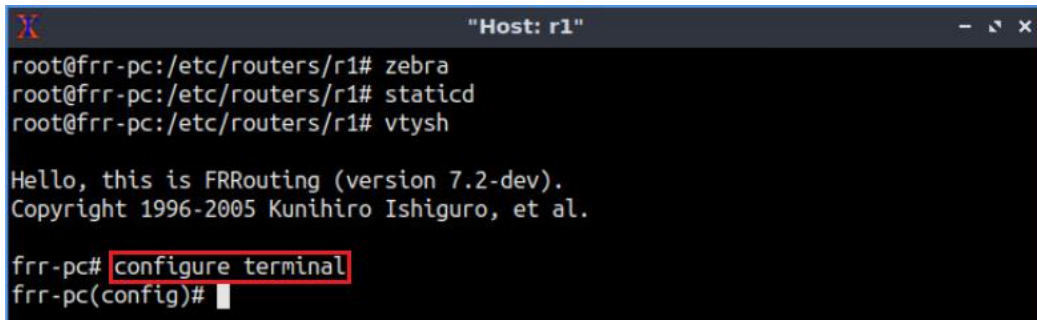 "Host: r1"
root@frr-pc:/etc/routers/r1# zebra
root@frr-pc:/etc/routers/r1# staticd
root@frr-pc:/etc/routers/r1# vtysh
Hello, this is FRRouting (version 7.2-dev).
Copyright 1996-2005 Kunihiro Ishiguro, et al.
frr-pc# configure terminal
frr-pc(config)#